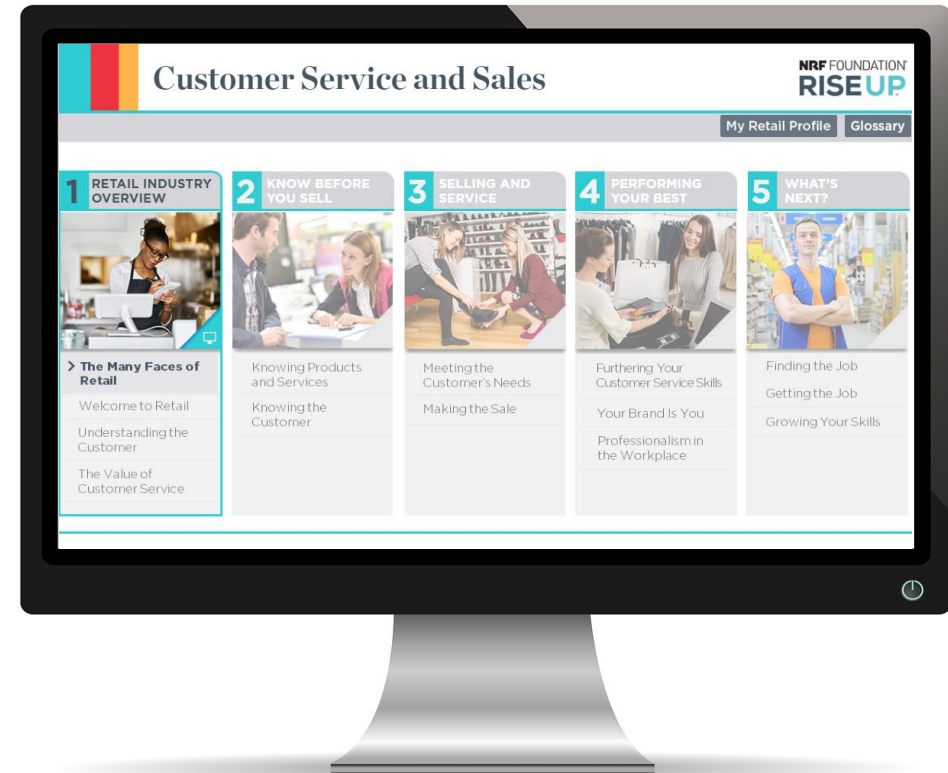 Customer Service and Sales
NRF FOUNDATION
RISE UP
My Retail Profile
Glossary
1 RETAIL INDUSTRY
OVERVIEW
The Many Faces of
Retail
Welcome to Retail
Understanding the
Customer
The Value of
Customer Service
2 KNOW BEFORE
YOU SELL
Knowing Products
and Services
Knowing the
Customer
3 SELLING AND
SERVICE
Meeting the
Customer's Needs
Making the Sale
4 PERFORMING
YOUR BEST
Furthering Your
Customer Service Skills
Your Brand Is You
Professionalism in
the Workplace
5 WHAT'S
NEXT?
Finding the Job
Getting the Job
Growing Your Skills